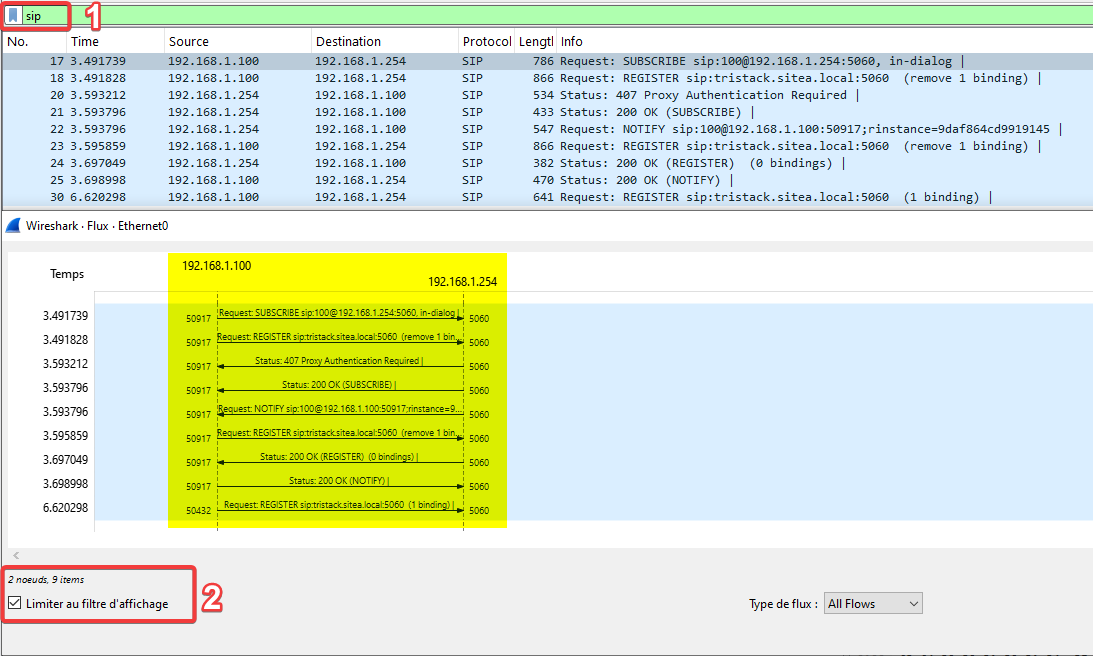 sip 1
No. Time Source Destination Protocol Lengtl Info
17 3.491739 192.168.1.100 192.168.1.254 SIP 786 Request: SUBSCRIBE sip:100@192.168.1.254:5060, in-dialog |
18 3.491828 192.168.1.100 192.168.1.254 SIP 866 Request: REGISTER sip:tristack.sitea.local:5060 (remove 1 binding) |
20 3.593212 192.168.1.254 192.168.1.100 SIP 534 Status: 407 Proxy Authentication Required |
21 3.593796 192.168.1.254 192.168.1.100 SIP 433 Status: 200 OK (SUBSCRIBE) |
22 3.593796 192.168.1.254 192.168.1.100 SIP 547 Request: NOTIFY sip:100@192.168.1.100:50917;rinstance=9daf864cd9919145 |
23 3.595859 192.168.1.100 192.168.1.254 SIP 866 Request: REGISTER sip:tristack.sitea.local:5060 (remove 1 binding) |
24 3.697049 192.168.1.254 192.168.1.100 SIP 382 Status: 200 OK (REGISTER) (0 bindings) |
25 3.698998 192.168.1.100 192.168.1.254 SIP 470 Status: 200 OK (NOTIFY) |
30 6.620298 192.168.1.100 192.168.1.254 SIP 641 Request: REGISTER sip:tristack.sitea.local:5060 (1 binding) |
Wireshark · Flux · Ethernet0
192.168.1.100
Temps
192.168.1.254
3.491739 50917 Request: SUBSCRIBE sip:100@192.168.1.254:5060, in-dialog | 5060
3.491828 50917 Request: REGISTER sip:tristack.sitea.local:5060 (remove 1 bin... 5060
3.593212 50917 Status: 407 Proxy Authentication Required | 5060
3.593796 50917 Status: 200 OK (SUBSCRIBE) | 5060
3.593796 50917 Request: NOTIFY sip:100@192.168.1.100:50917;rinstance=9... 5060
3.595859 50917 Request: REGISTER sip:tristack.sitea.local:5060 (remove 1 bin... 5060
3.697049 50917 Status: 200 OK (REGISTER) (0 bindings) | 5060
3.698998 50917 Status: 200 OK (NOTIFY) | 5060
6.620298 50432 Request: REGISTER sip:tristack.sitea.local:5060 (1 binding) | 5060
2 noeuds, 9 items
Limiter au filtre d'affichage 2 Type de flux : All Flows